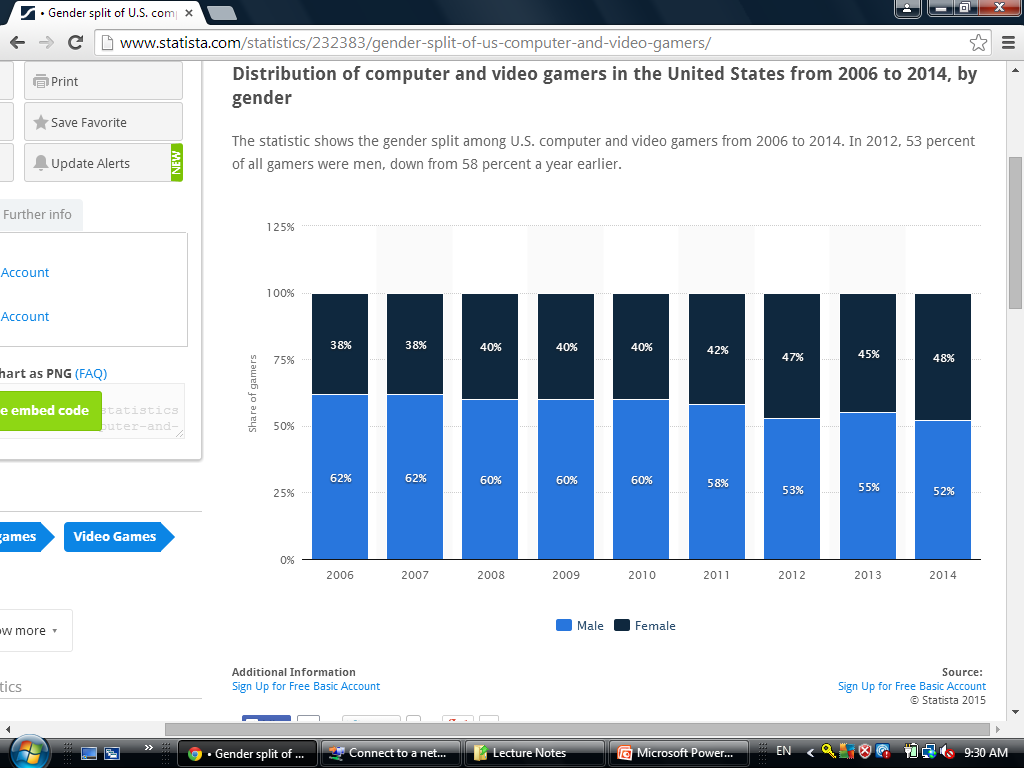 • Gender split of U.S. com
www.statista.com/statistics/232383/gender-split-of-us-computer-and-video-gamers/
Print
Save Favorite
Update Alerts
NEW
Further info
Account
Account
hart as PNG (FAQ)
e embed code
statistics
puter-and-
games
Video Games
ow more
tics
Distribution of computer and video gamers in the United States from 2006 to 2014, by
gender
The statistic shows the gender split among U.S. computer and video gamers from 2006 to 2014. In 2012, 53 percent
of all gamers were men, down from 58 percent a year earlier.
Share of gamers
125%
100%
75%
50%
25%
0%
38% 38% 40% 40% 40% 42% 47% 45% 48%
62% 62% 60% 60% 60% 58% 53% 55% 52%
2006 2007 2008 2009 2010 2011 2012 2013 2014
Male Female
Additional Information
Sign Up for Free Basic Account
Source:
Sign Up for Free Basic Account
© Statista 2015
• Gender split of ...
Connect to a net...
Lecture Notes
Microsoft Power...
EN
9:30 AM